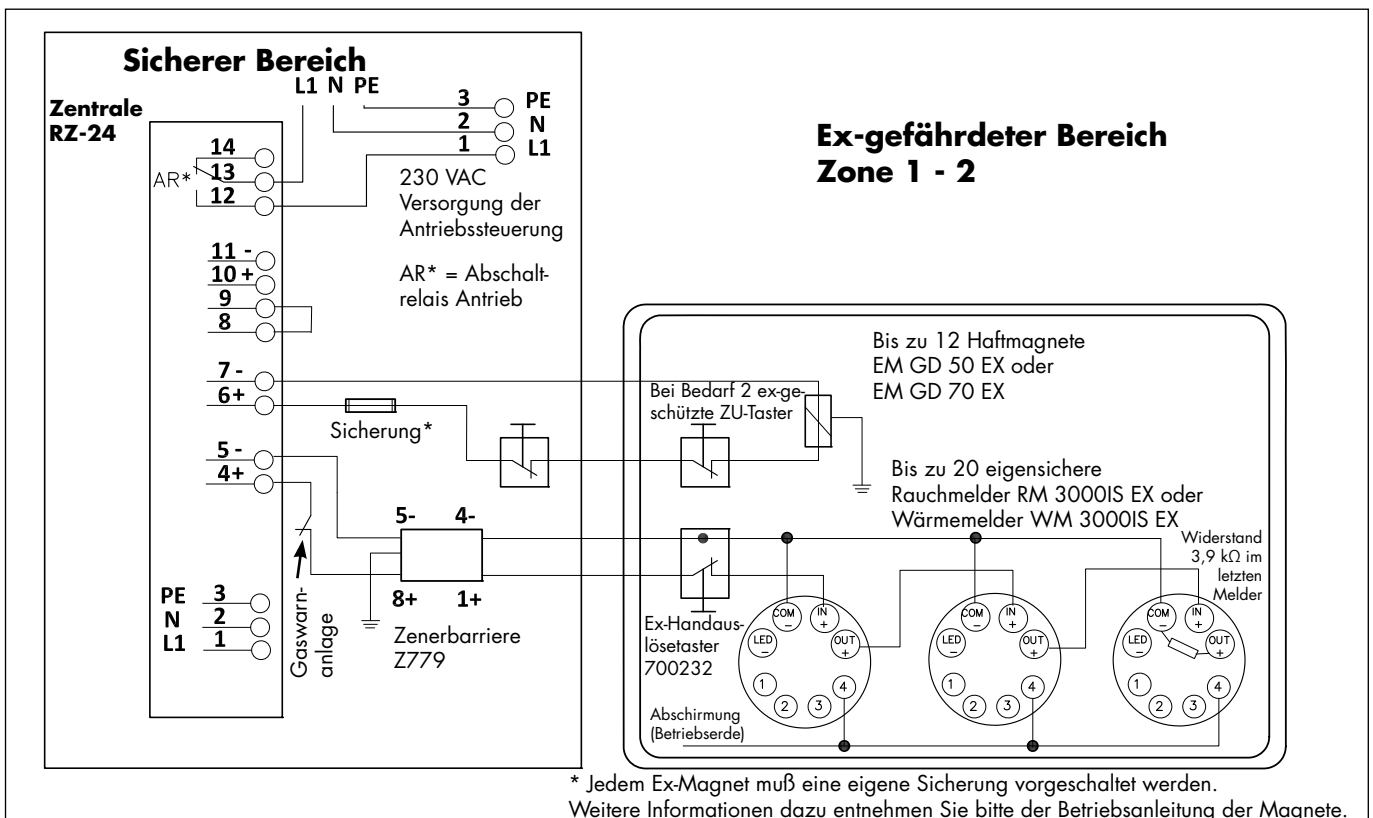 Sicherer Bereich
L1 N PE
Zentrale
RZ-24
3 PE
2 N
1 L1
14
AR* 13
12
230 VAC
Versorgung der
Antriebssteuerung
AR* = Abschalt-
relais Antrieb
11 -
10 +
9
8
7 -
6+
Sicherung*
5 -
4+
5- 4-
8+ 1+
Zenerbarriere
Z779
Gaswarn-
anlage
PE 3
N 2
L1 1
Ex-gefährdeter Bereich
Zone 1 - 2
Bis zu 12 Haftmagnete
EM GD 50 EX oder
EM GD 70 EX
Bei Bedarf 2 ex-ge-
schützte ZU-Taster
Bis zu 20 eigensichere
Rauchmelder RM 3000IS EX oder
Wärmemelder WM 3000IS EX
Widerstand
3,9 kΩ im
letzten
Melder
Ex-Handaus-
lösetaster
700232
COM - IN +
LED - OUT +
1 4
2 3
COM - IN +
LED - OUT +
1 4
2 3
COM - IN +
LED - OUT +
1 4
2 3
Abschirmung
(Betriebserde)
* Jedem Ex-Magnet muß eine eigene Sicherung vorgeschaltet werden.
Weitere Informationen dazu entnehmen Sie bitte der Betriebsanleitung der Magnete.